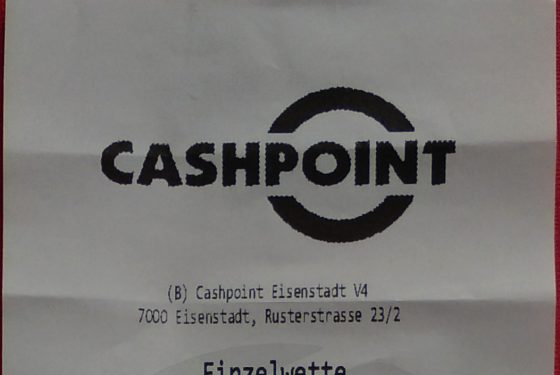 CASHPOINT
(B) Cashpoint Eisenstadt V4
7000 Eisenstadt, Rusterstrasse 23/2
Einzelwette